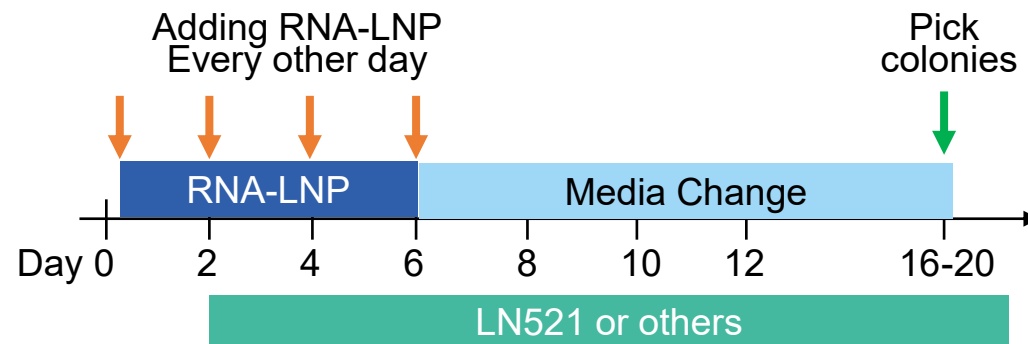 Adding RNA-LNP
Every other day
Pick
colonies
RNA-LNP
Media Change
Day 0 2 4 6 8 10 12 16-20
LN521 or others